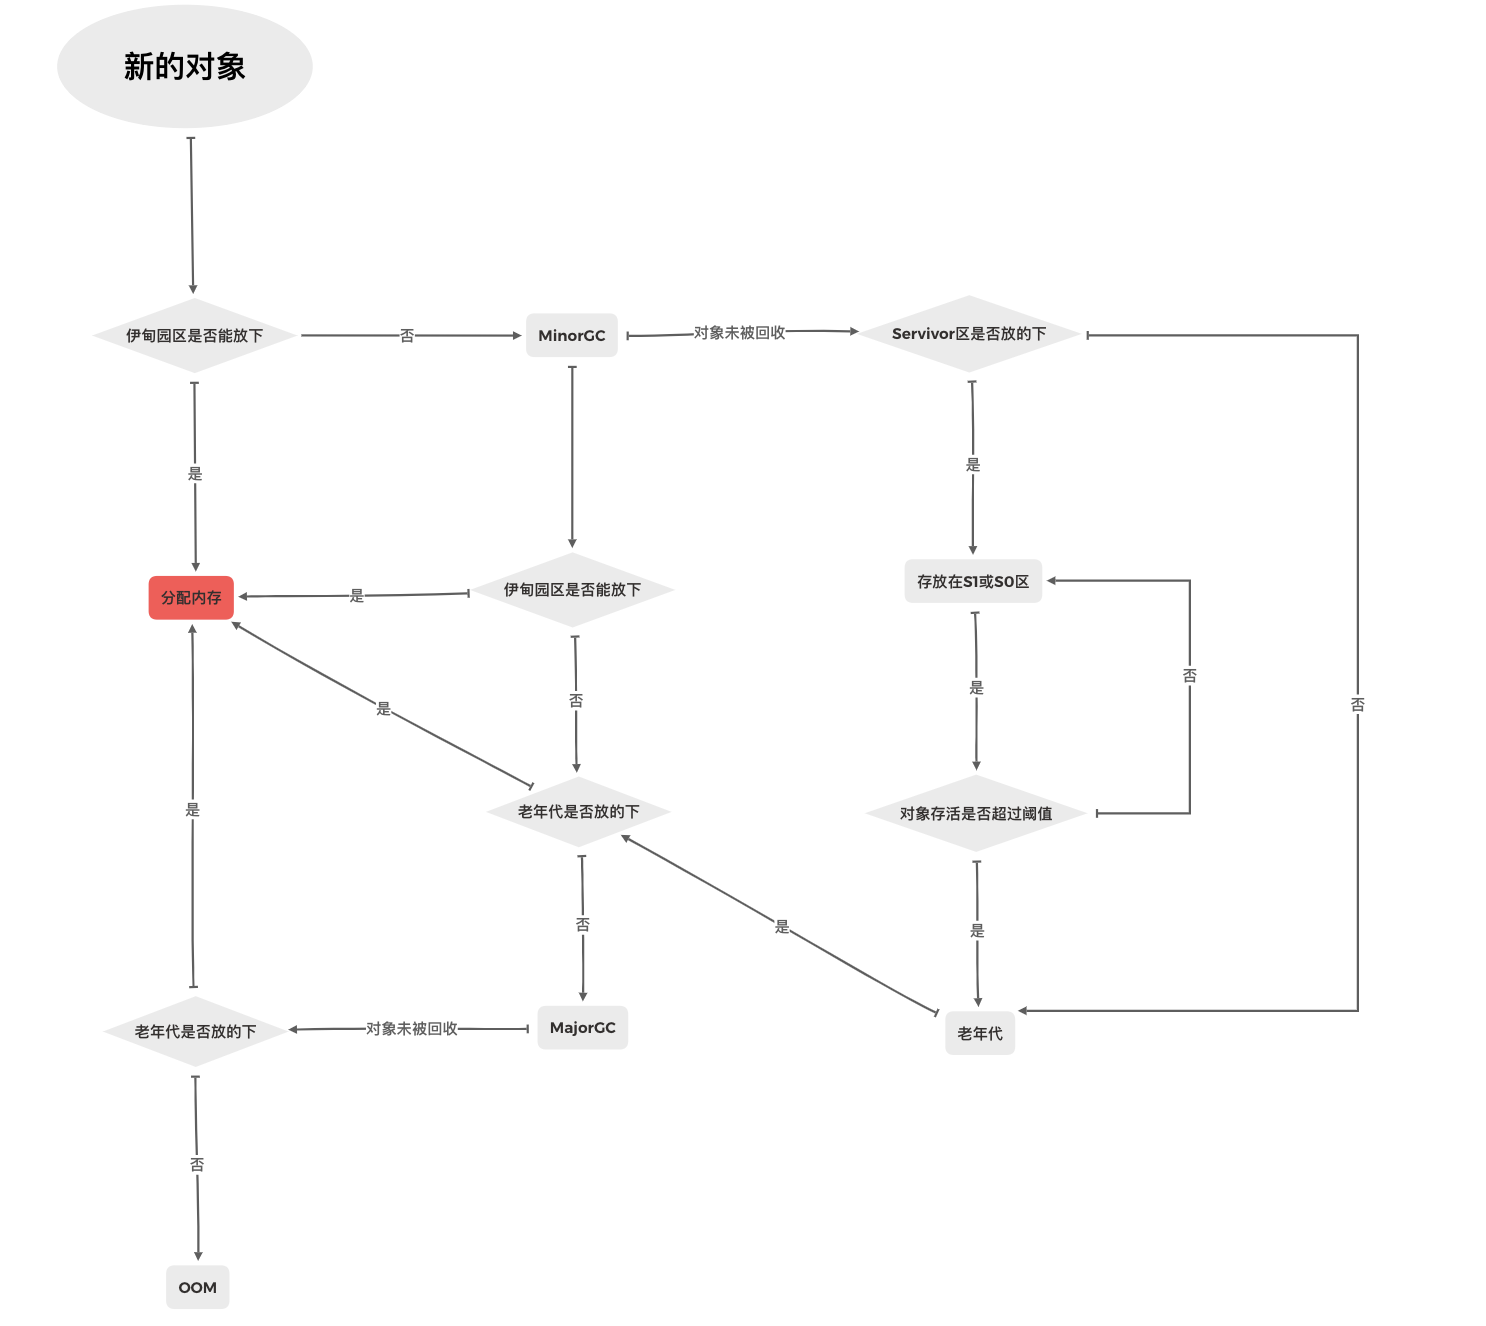 新的对象
伊甸园区是否能放下
否
MinorGC
对象未被回收
Servivor区是否放的下
是
是
分配内存
是
伊甸园区是否能放下
存放在S1或S0区
否
是
否
是
否
是
老年代是否放的下
对象存活是否超过阈值
否
是
是
老年代是否放的下
对象未被回收
MajorGC
老年代
否
OOM